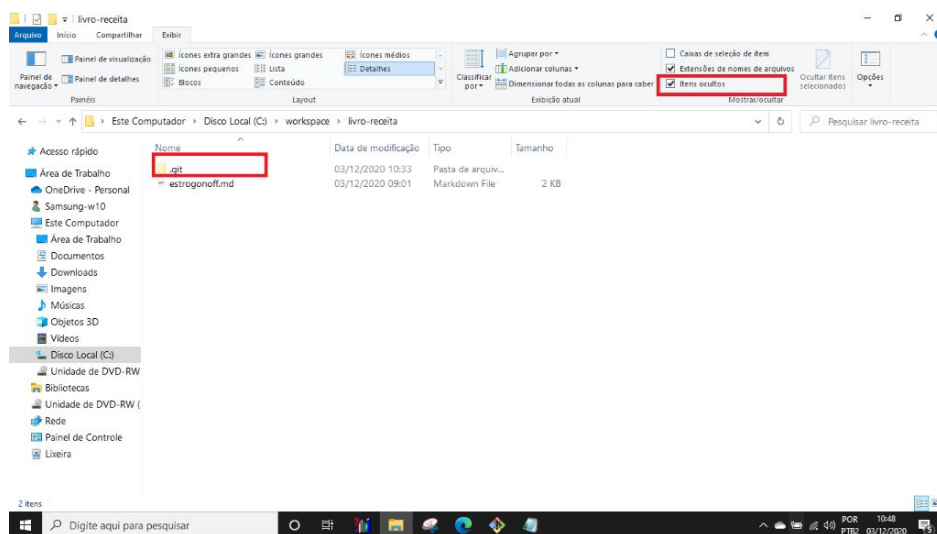 livro-receita
Arquivo Início Compartilhar Exibir
Painel de navegação
Painel de visualização
Painel de detalhes
Painéis
Ícones extra grandes Ícones grandes Ícones médios
Ícones pequenos Lista Detalhes
Blocos Conteúdo
Layout
Classificar por
Agrupar por
Adicionar colunas
Dimensionar todas as colunas para caber
Exibição atual
Caixas de seleção de item
Extensões de nomes de arquivos
Itens ocultos
Ocultar itens selecionados
Mostrar/ocultar
Opções
Este Computador > Disco Local (C:) > workspace > livro-receita
Pesquisar livro-receita
Nome Data de modificação Tipo Tamanho
.git 03/12/2020 10:33 Pasta de arquiv...
estrogonoff.md 03/12/2020 09:01 Markdown File 2 KB
Acesso rápido
Área de Trabalho
OneDrive - Personal
Samsung-w10
Este Computador
Área de Trabalho
Documentos
Downloads
Imagens
Músicas
Objetos 3D
Vídeos
Disco Local (C:)
Unidade de DVD-RW
Bibliotecas
Unidade de DVD-RW (
Rede
Painel de Controle
Lixeira
2 itens
Digite aqui para pesquisar
POR 10:48
PTB2 03/12/2020